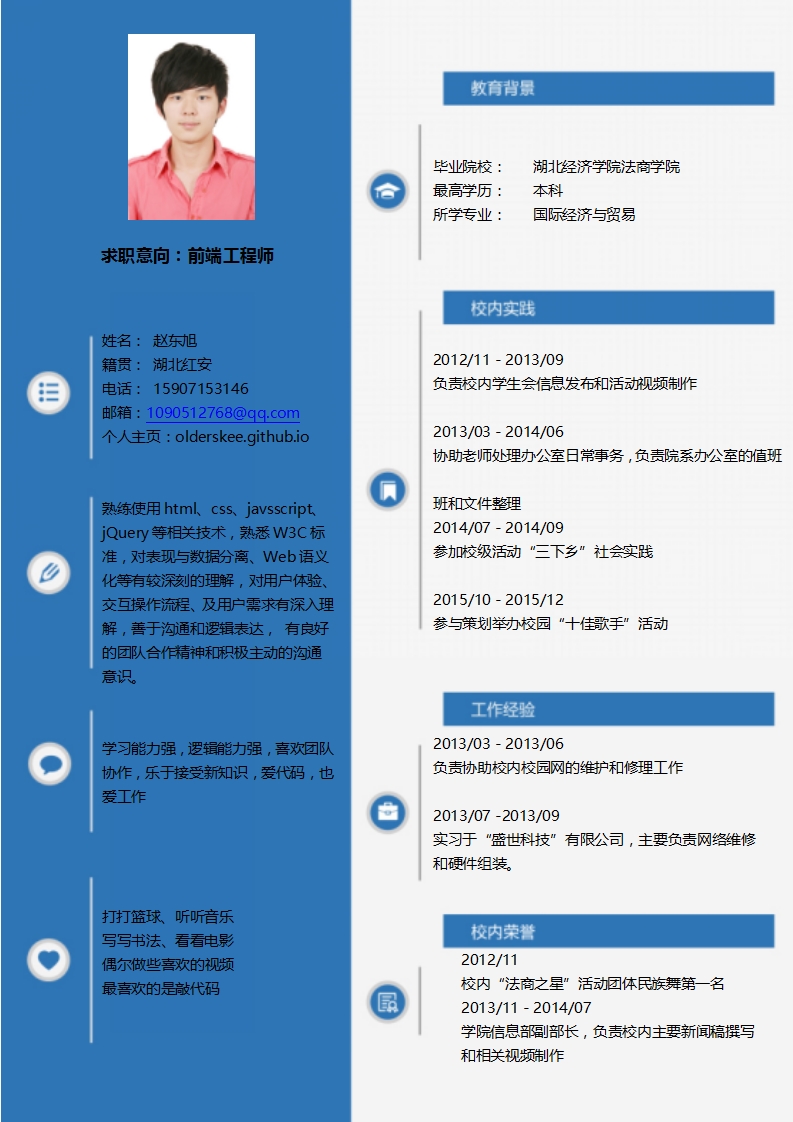 求职意向：前端工程师
姓名： 赵东旭
籍贯： 湖北红安
电话： 15907153146
邮箱：1090512768@qq.com
个人主页：olderskee.github.io
熟练使用 html、css、javsscript、
jQuery 等相关技术，熟悉 W3C 标
准，对表现与数据分离、Web 语义
化等有较深刻的理解，对用户体验、
交互操作流程、及用户需求有深入理
解，善于沟通和逻辑表达， 有良好
的团队合作精神和积极主动的沟通
意识。
学习能力强，逻辑能力强，喜欢团队
协作，乐于接受新知识，爱代码，也
爱工作
打打篮球、听听音乐
写写书法、看看电影
偶尔做些喜欢的视频
最喜欢的是敲代码
教育背景
毕业院校： 湖北经济学院法商学院
最高学历： 本科
所学专业： 国际经济与贸易
校内实践
2012/11 - 2013/09
负责校内学生会信息发布和活动视频制作
2013/03 - 2014/06
协助老师处理办公室日常事务，负责院系办公室的值班
班和文件整理
2014/07 - 2014/09
参加校级活动“三下乡”社会实践
2015/10 - 2015/12
参与策划举办校园“十佳歌手”活动
工作经验
2013/03 - 2013/06
负责协助校内校园网的维护和修理工作
2013/07 -2013/09
实习于“盛世科技”有限公司，主要负责网络维修
和硬件组装。
校内荣誉
2012/11
校内“法商之星”活动团体民族舞第一名
2013/11 - 2014/07
学院信息部副部长，负责校内主要新闻稿撰写
和相关视频制作